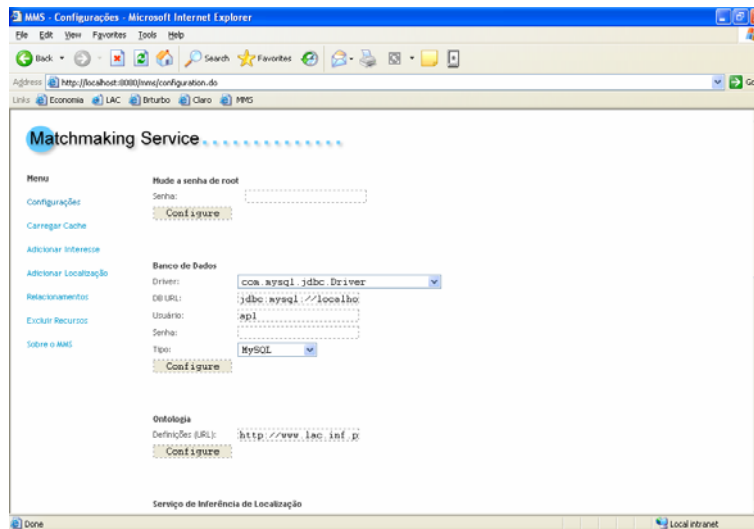 MMS - Configurações - Microsoft Internet Explorer
File Edit View Favorites Tools Help
Back Search Favorites
Address http://localhost:8080/mms/configuration.do Go
Links Economia LAC Brturbo Claro MMS
Matchmaking Service
Menu
Configurações
Carregar Cache
Adicionar Interesse
Adicionar Localização
Relacionamentos
Excluir Recursos
Sobre o MMS
Mude a senha de root
Senha:
Configure
Banco de Dados
Driver: com.mysql.jdbc.Driver
DB URL: jdbc:mysql://localho
Usuário: apl
Senha:
Tipo: MySQL
Configure
Ontologia
Definições (URL): http://www.lac.inf.p
Configure
Serviço de Inferência de Localização
Done Local intranet